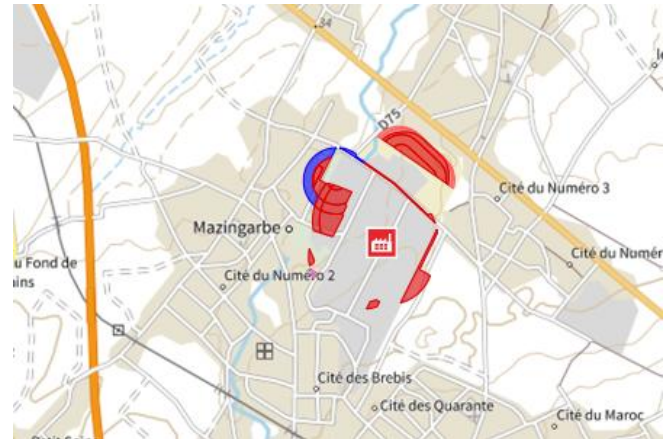 34
D75
Cité du Numéro 3
Mazingarbe
Cité du Numér
u Fond de
ains
Cité du Numéro 2
Cité des Brebis
Cité des Quarante
Cité du Maroc